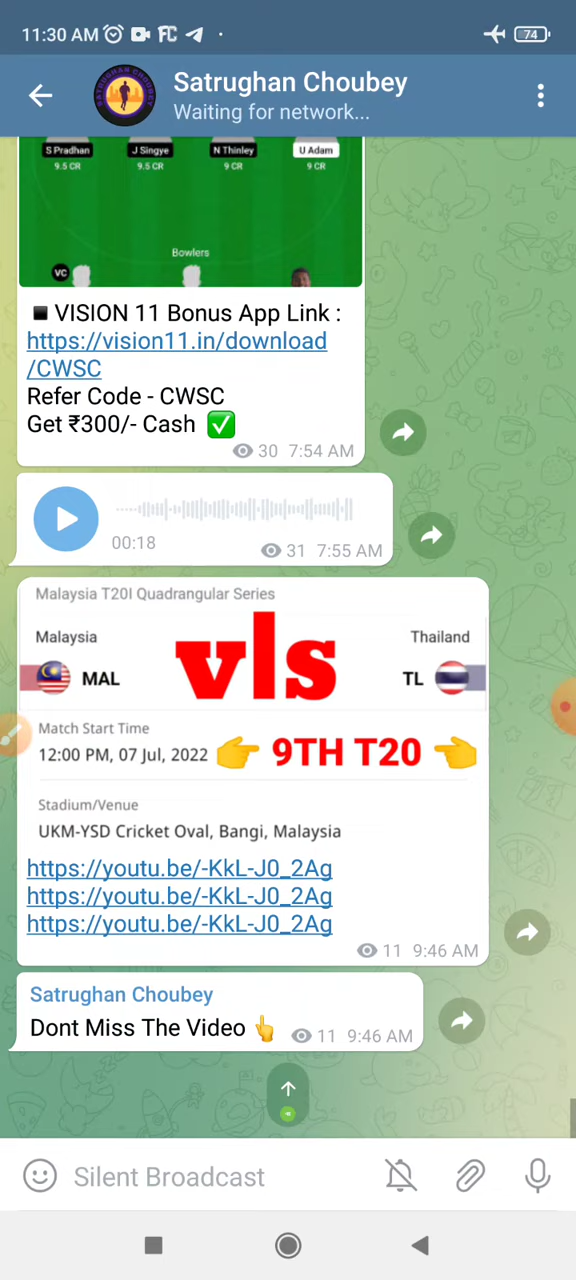 11:30 AM FC 74
Satrughan Choubey
Waiting for network...
S Pradhan J Singye N Thinley U Adam
9.5 CR 9.5 CR 9 CR 9 CR
Bowlers
VC
VISION 11 Bonus App Link :
https://vision11.in/download
/CWSC
Refer Code - CWSC
Get ₹300/- Cash ✅
30 7:54 AM
00:18 31 7:55 AM
Malaysia T20I Quadrangular Series
Malaysia vls Thailand
MAL TL
Match Start Time
12:00 PM, 07 Jul, 2022 👉 9TH T20 👈
Stadium/Venue
UKM-YSD Cricket Oval, Bangi, Malaysia
https://youtu.be/-KkL-J0_2Ag
https://youtu.be/-KkL-J0_2Ag
https://youtu.be/-KkL-J0_2Ag
11 9:46 AM
Satrughan Choubey
Dont Miss The Video 👆 11 9:46 AM
Silent Broadcast